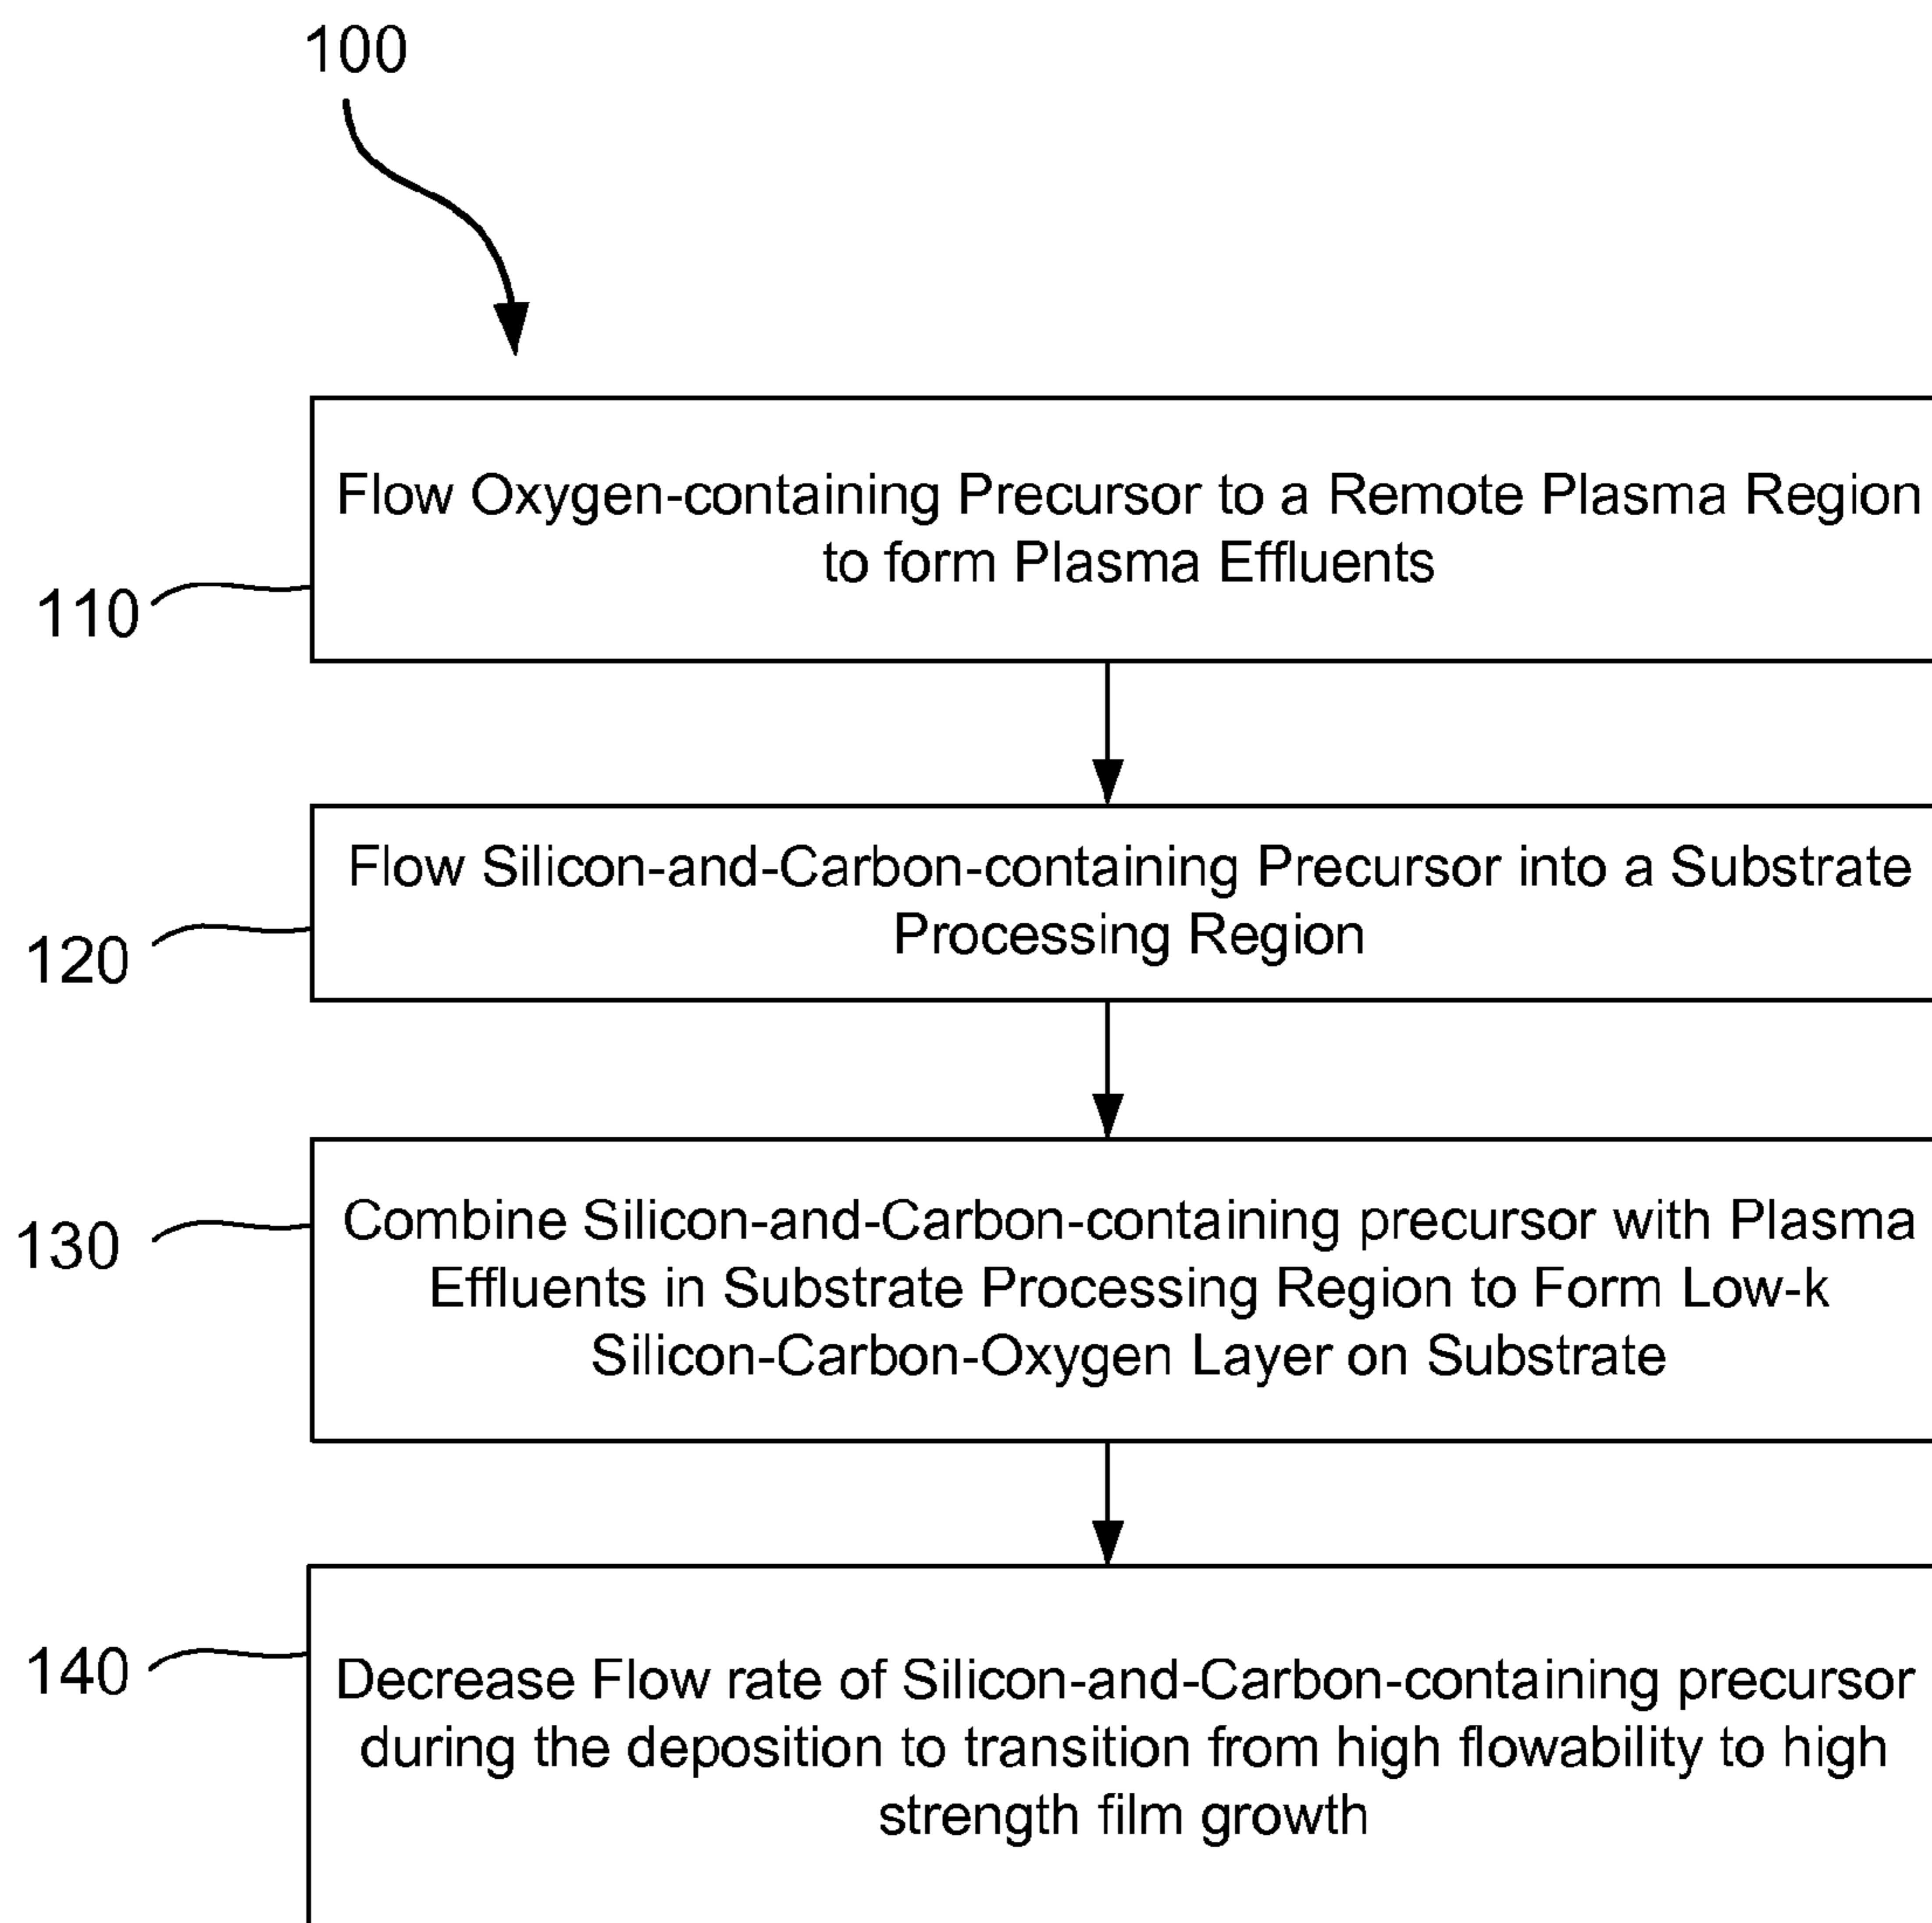 100
Flow Oxygen-containing Precursor to a Remote Plasma Region
to form Plasma Effluents
110
Flow Silicon-and-Carbon-containing Precursor into a Substrate
Processing Region
120
Combine Silicon-and-Carbon-containing precursor with Plasma
Effluents in Substrate Processing Region to Form Low-k
Silicon-Carbon-Oxygen Layer on Substrate
130
Decrease Flow rate of Silicon-and-Carbon-containing precursor
during the deposition to transition from high flowability to high
strength film growth
140